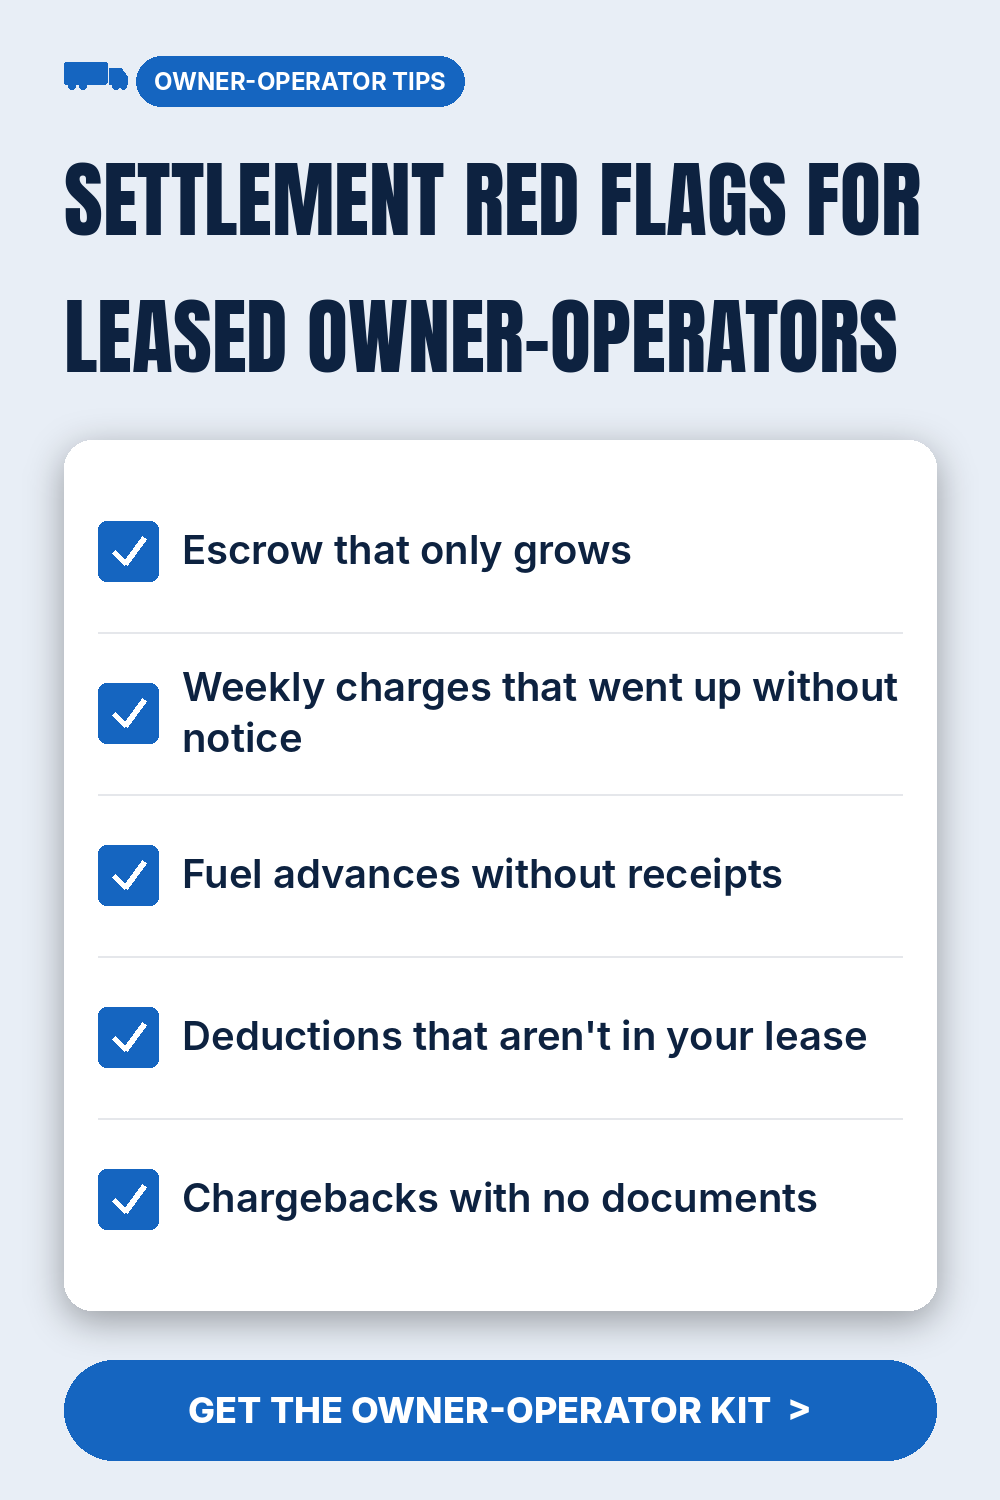 OWNER-OPERATOR TIPS
SETTLEMENT RED FLAGS FOR
LEASED OWNER-OPERATORS
Escrow that only grows
Weekly charges that went up without
notice
Fuel advances without receipts
Deductions that aren't in your lease
Chargebacks with no documents
GET THE OWNER-OPERATOR KIT >